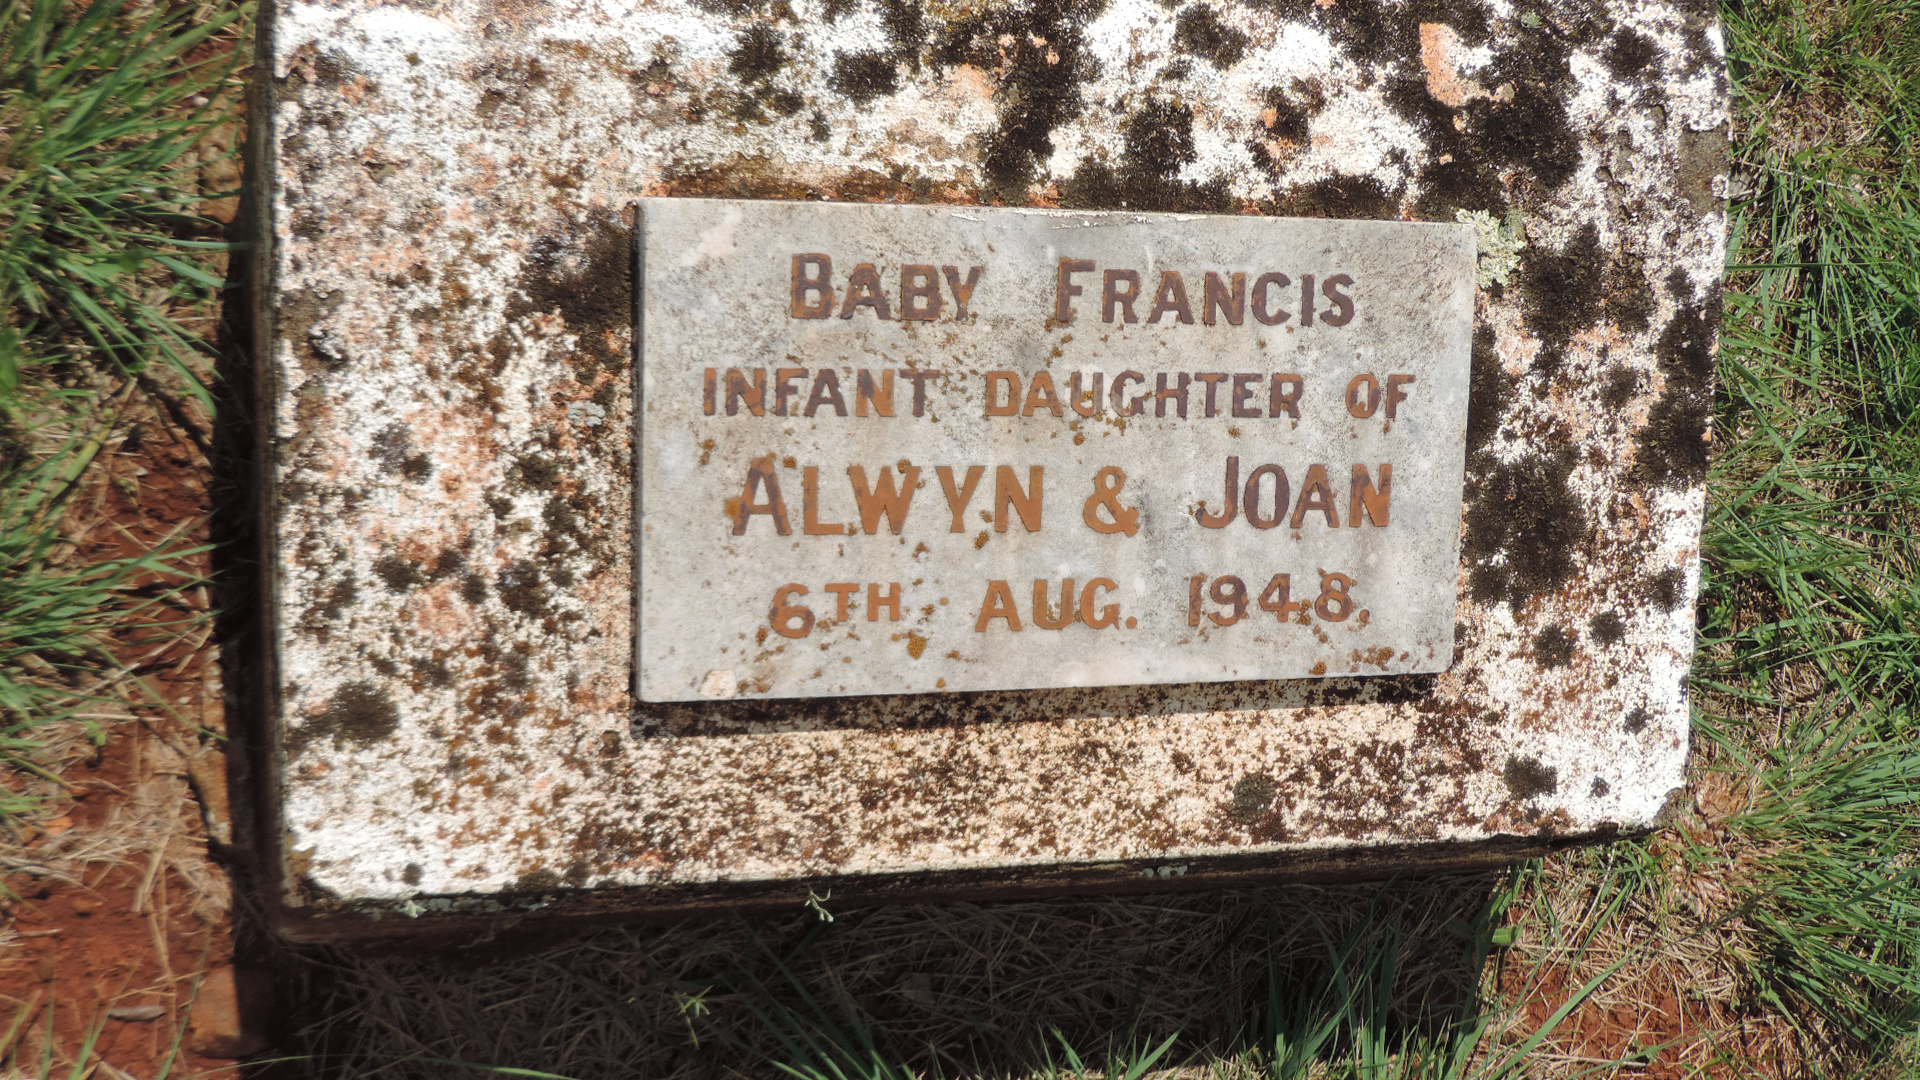 BABY FRANCIS
INFANT DAUGHTER OF
ALWYN & JOAN
6TH AUG. 1948.